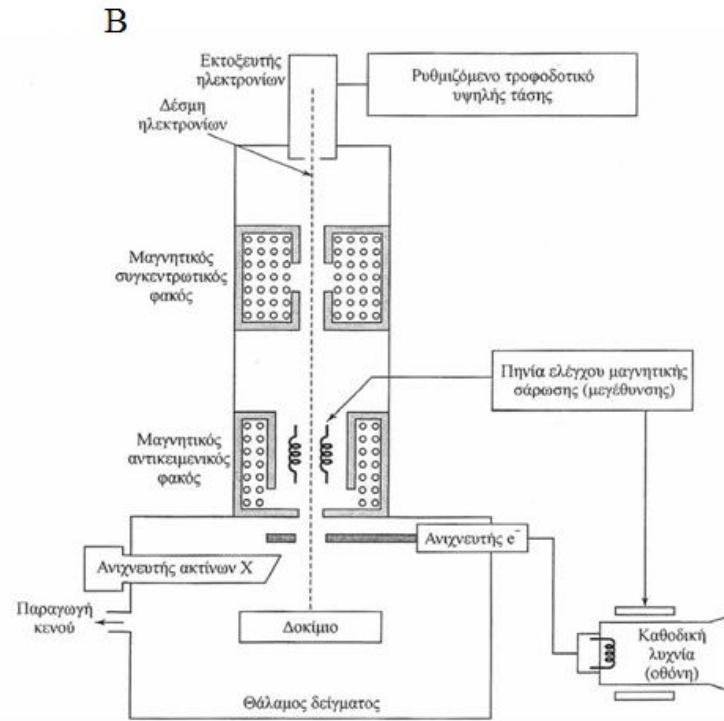 B
Εκτοξευτής
ηλεκτρονίων
Ρυθμιζόμενο τροφοδοτικό
υψηλής τάσης
Δέσμη
ηλεκτρονίων
Μαγνητικός
συγκεντρωτικός
φακός
Πηνία ελέγχου μαγνητικής
σάρωσης (μεγέθυνσης)
Μαγνητικός
αντικειμενικός
φακός
Ανιχνευτής e⁻
Ανιχνευτής ακτίνων X
Παραγωγή
κενού
Δοκίμιο
Καθοδική
λυχνία
(οθόνη)
Θάλαμος δείγματος